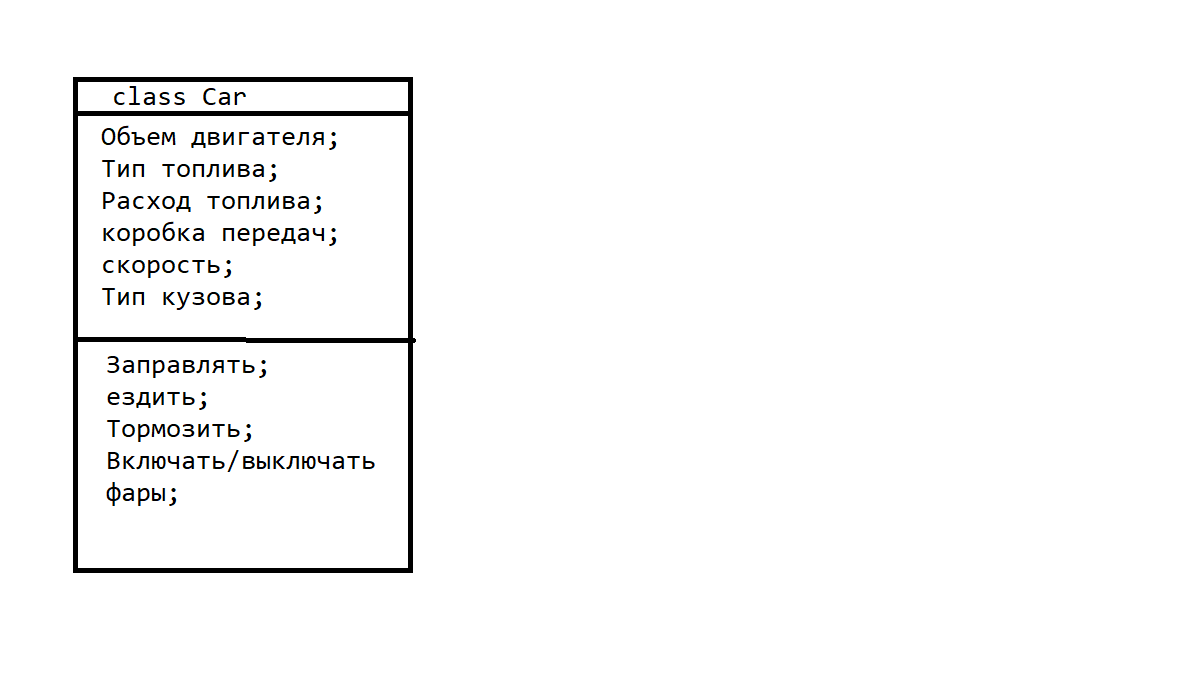 class Car
Объем двигателя;
Тип топлива;
Расход топлива;
коробка передач;
скорость;
Тип кузова;
Заправлять;
ездить;
Тормозить;
Включать/выключать
фары;